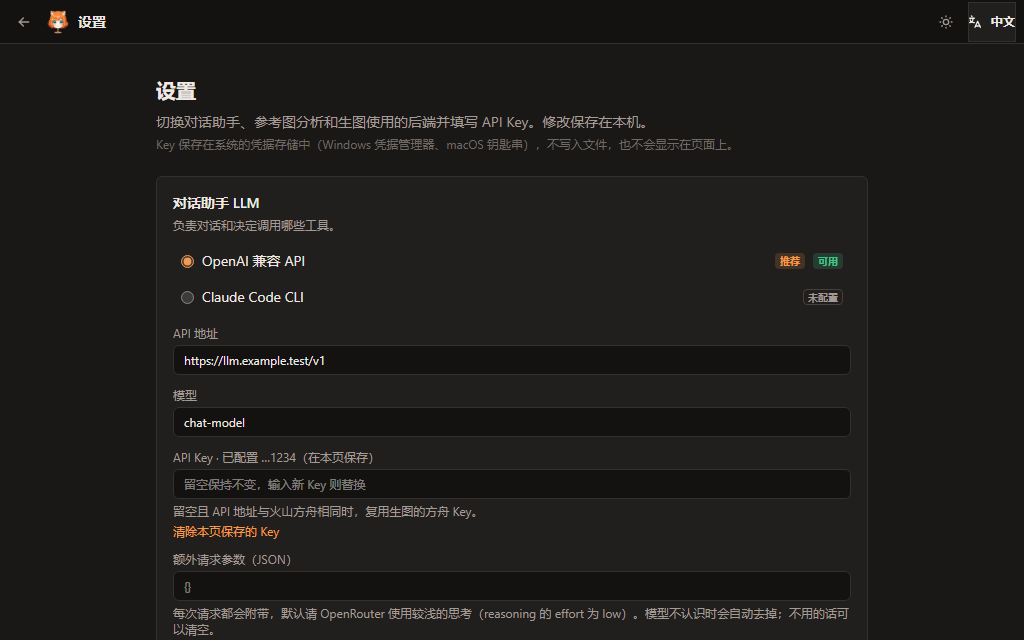 设置
中文
设置
切换对话助手、参考图分析和生图使用的后端并填写 API Key。修改保存在本机。
Key 保存在系统的凭据存储中（Windows 凭据管理器、macOS 钥匙串），不写入文件，也不会显示在页面上。
对话助手 LLM
负责对话和决定调用哪些工具。
OpenAI 兼容 API 推荐 可用
Claude Code CLI 未配置
API 地址
https://llm.example.test/v1
模型
chat-model
API Key · 已配置 ...1234（在本页保存）
留空保持不变，输入新 Key 则替换
留空且 API 地址与火山方舟相同时，复用生图的方舟 Key。
清除本页保存的 Key
额外请求参数（JSON）
{}
每次请求都会附带，默认请 OpenRouter 使用较浅的思考（reasoning 的 effort 为 low）。模型不认识时会自动去掉；不用的话可
以清空。